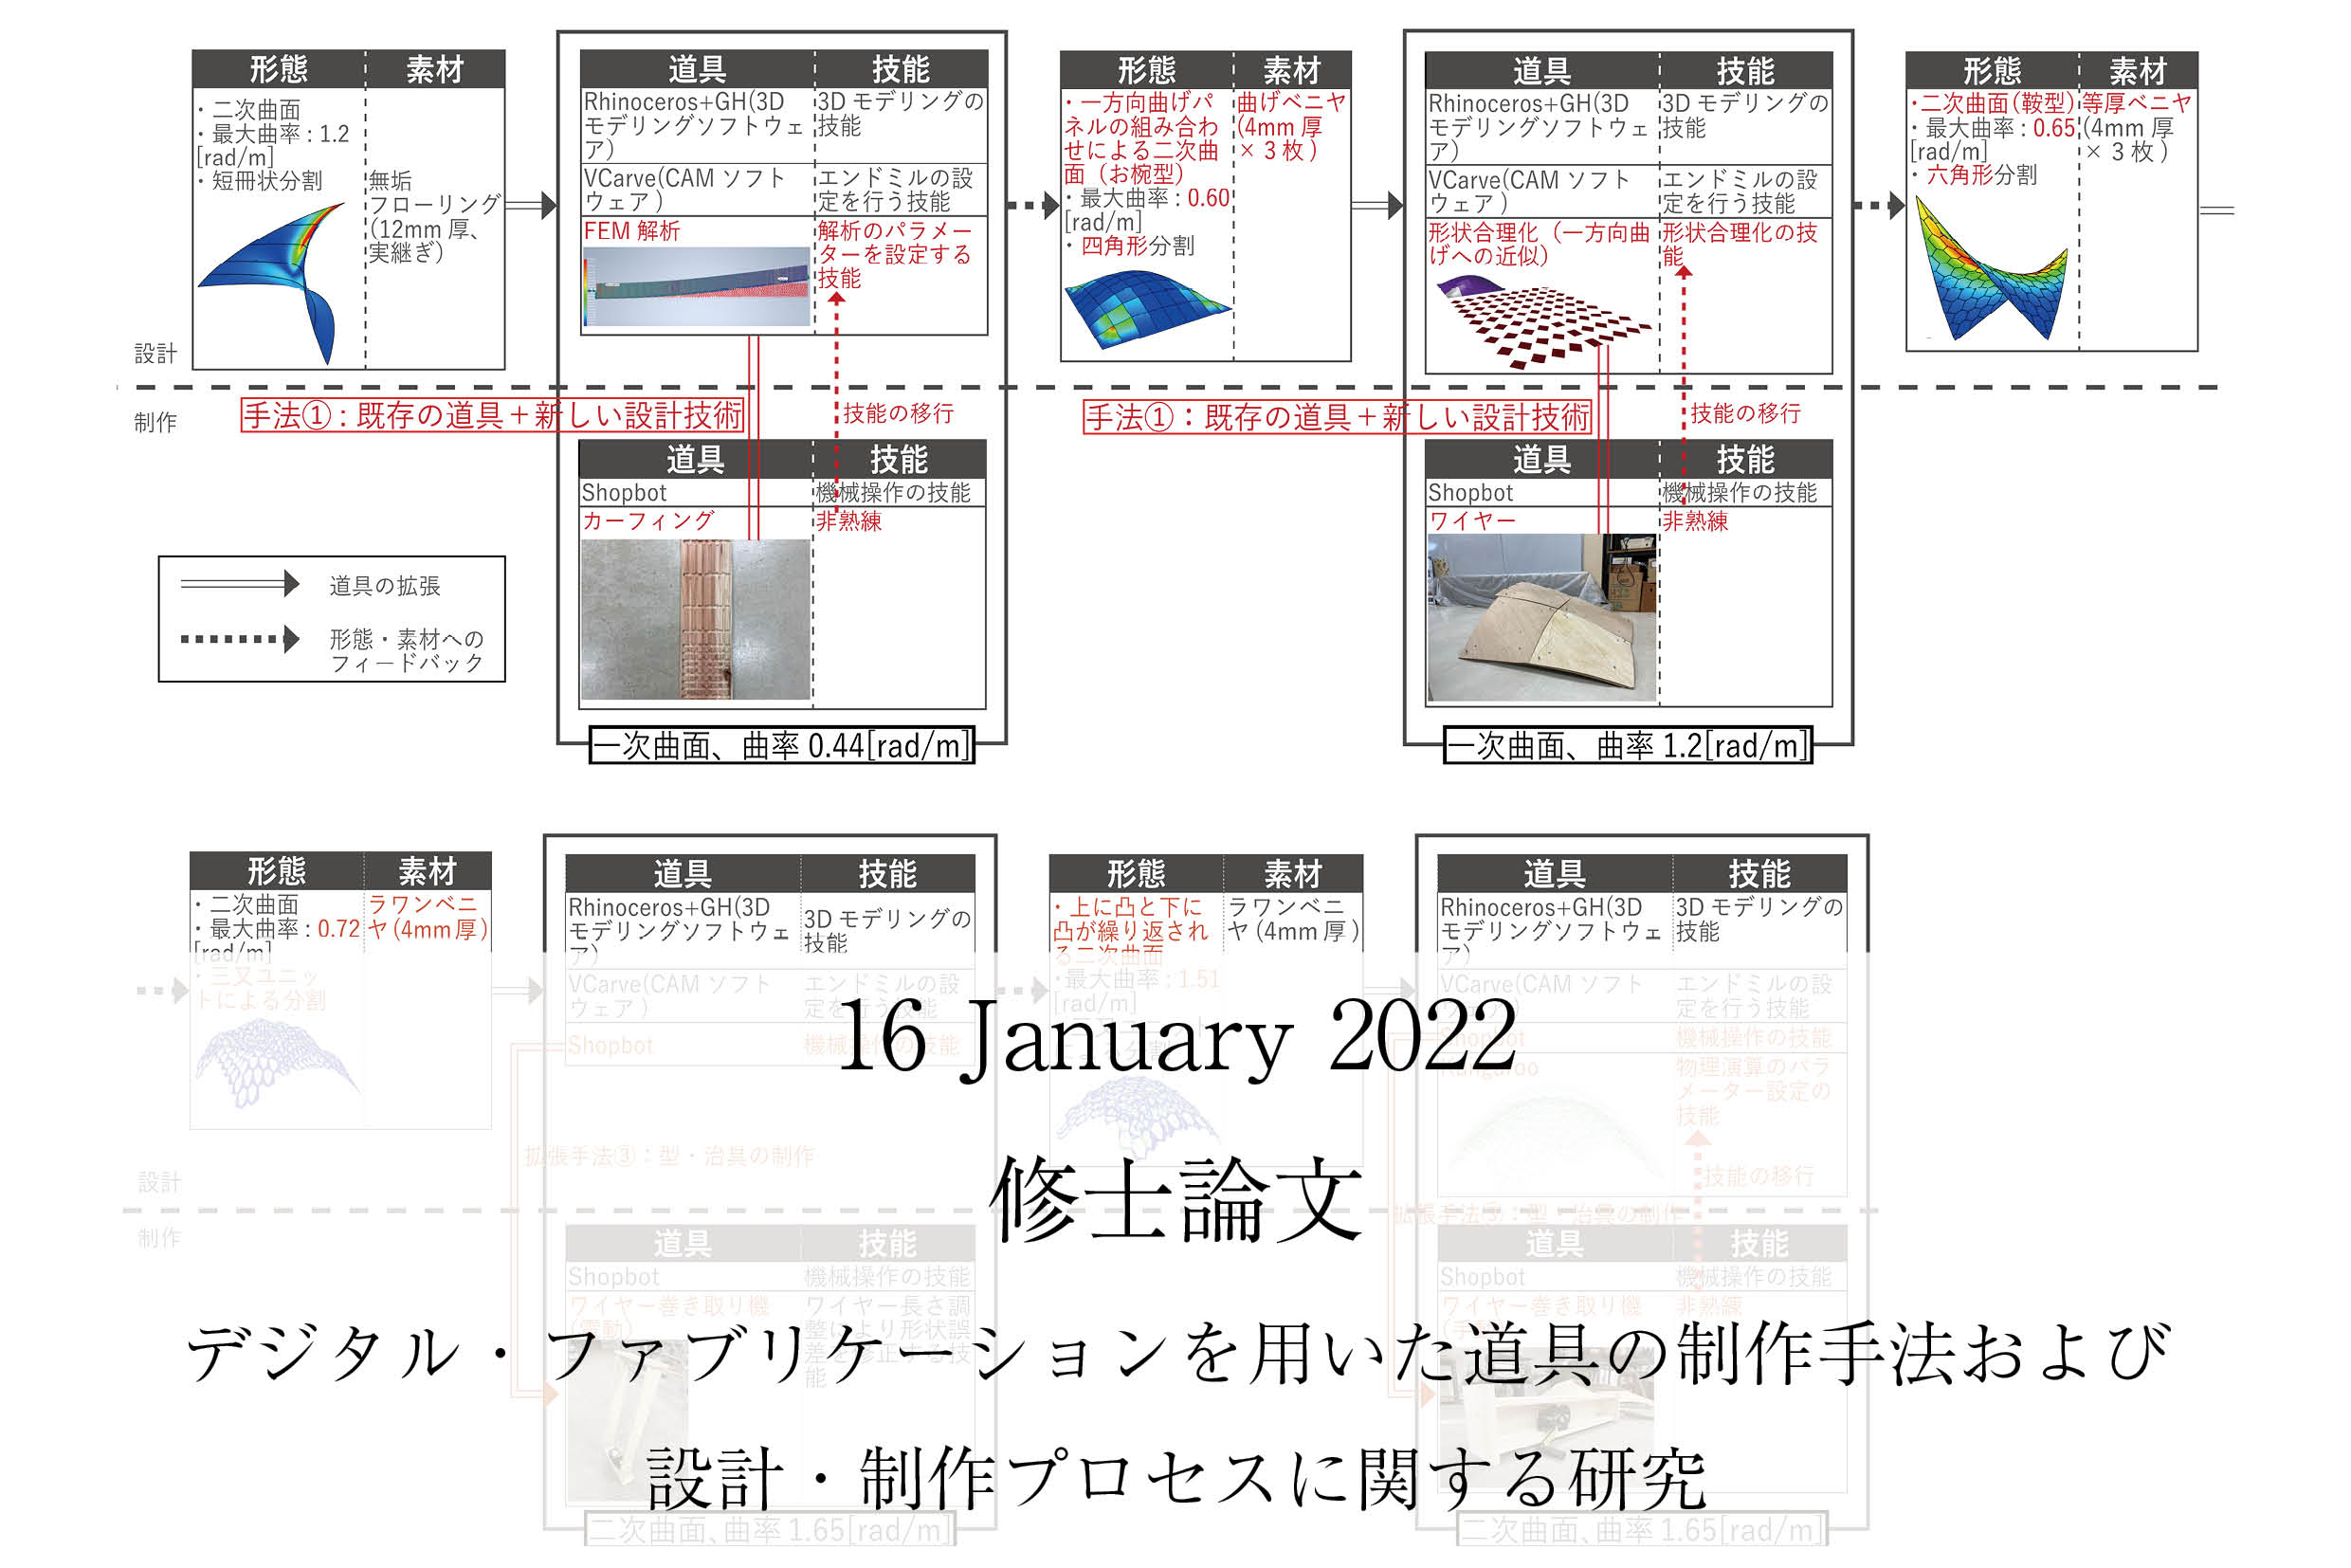 形態 素材
・二次曲面
・最大曲率 : 1.2
[rad/m]
・短冊状分割
無垢
フローリング
(12mm 厚、
実継ぎ)
道具 技能
Rhinoceros+GH(3D
モデリングソフトウェ
ア)
3D モデリングの
技能
VCarve(CAM ソフト
ウェア )
エンドミルの設
定を行う技能
FEM 解析
解析のパラメー
ターを設定する
技能
形態 素材
・一方向曲げパ
ネルの組み合わ
せによる二次曲
面（お椀型）
・最大曲率 : 0.60
[rad/m]
・四角形分割
曲げベニヤ
(4mm 厚
× 3 枚 )
道具 技能
Rhinoceros+GH(3D
モデリングソフトウェ
ア)
3D モデリングの
技能
VCarve(CAM ソフト
ウェア )
エンドミルの設
定を行う技能
形状合理化（一方向曲
げへの近似）
形状合理化の技
能
形態 素材
・二次曲面(鞍型)
・最大曲率 : 0.65
[rad/m]
・六角形分割
等厚ベニヤ
(4mm 厚
× 3 枚 )
設計
制作
手法①：既存の道具＋新しい設計技術
技能の移行
手法①：既存の道具＋新しい設計技術
技能の移行
道具 技能
Shopbot 機械操作の技能
カーフィング 非熟練
一次曲面、曲率 0.44[rad/m]
道具 技能
Shopbot 機械操作の技能
ワイヤー 非熟練
一次曲面、曲率 1.2[rad/m]
道具の拡張
形態・素材への
フィードバック
形態 素材
・二次曲面
・最大曲率 : 0.72
[rad/m]
・三叉ユニッ
トによる分割
ラワンベニ
ヤ (4mm 厚 )
道具 技能
Rhinoceros+GH(3D
モデリングソフトウェ
ア)
3D モデリングの
技能
VCarve(CAM ソフト
ウェア )
エンドミルの設
定を行う技能
Shopbot 機械操作の技能
拡張手法③：型・治具の制作
形態 素材
・上に凸と下に
凸が繰り返され
る二次曲面
・最大曲率 : 1.51
[rad/m]
ラワンベニ
ヤ (4mm 厚 )
道具 技能
Rhinoceros+GH(3D
モデリングソフトウェ
ア)
3D モデリングの
技能
VCarve(CAM ソフト
ウェア )
エンドミルの設
定を行う技能
Shopbot 機械操作の技能
Kangaroo
物理演算のパラ
メーター設定の
技能
技能の移行
拡張手法③：型・治具の制作
設計
制作
道具 技能
Shopbot 機械操作の技能
ワイヤー巻き取り機
(電動)
ワイヤー長さ調
整により形状誤
差を修正する技
能
二次曲面、曲率 1.65[rad/m]
道具 技能
Shopbot 機械操作の技能
ワイヤー巻き取り機
非熟練
二次曲面、曲率 1.65[rad/m]
16 January 2022
修士論文
デジタル・ファブリケーションを用いた道具の制作手法および
設計・制作プロセスに関する研究